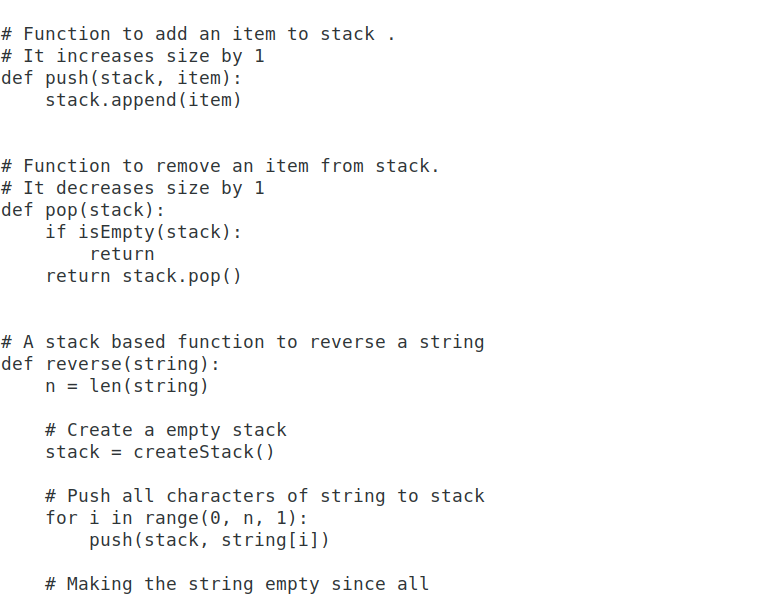 # Function to add an item to stack .
# It increases size by 1
def push(stack, item):
    stack.append(item)
# Function to remove an item from stack.
# It decreases size by 1
def pop(stack):
    if isEmpty(stack):
        return
    return stack.pop()
# A stack based function to reverse a string
def reverse(string):
    n = len(string)
    # Create a empty stack
    stack = createStack()
    # Push all characters of string to stack
    for i in range(0, n, 1):
        push(stack, string[i])
    # Making the string empty since all